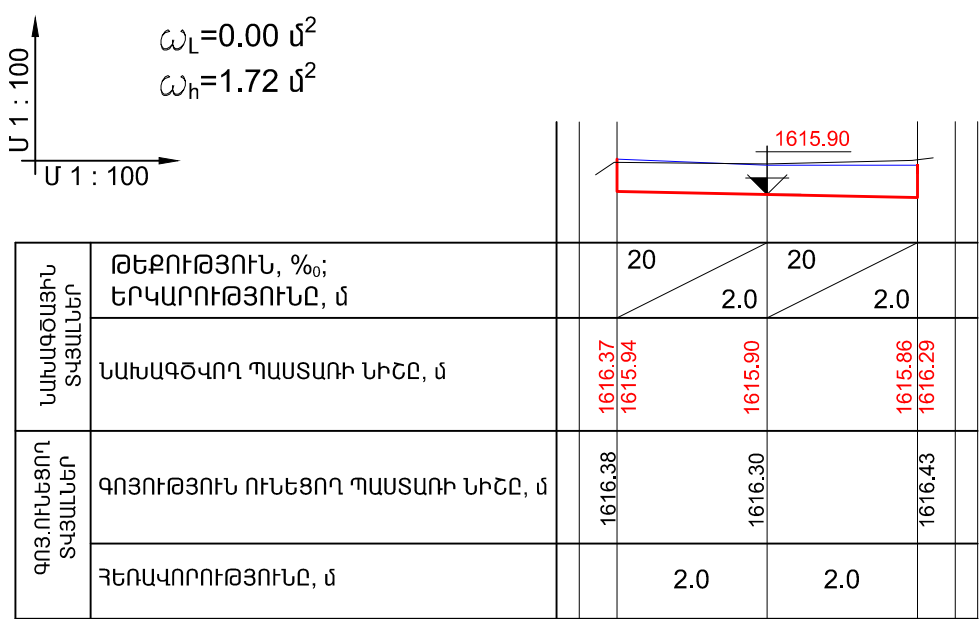 Մ 1 : 100
Մ 1 : 100
ωL=0.00 մ²
ωh=1.72 մ²
1615.90
ՆԱԽԱԳԾԱՅԻՆ
ՏՎՅԱԼՆԵՐ
ԹԵՔՈՒԹՅՈՒՆ, %₀;
ԵՐԿԱՐՈՒԹՅՈՒՆԸ, մ
20
2.0
20
2.0
ՆԱԽԱԳԾՎՈՂ ՊԱՍՏԱՌԻ ՆԻՇԸ, մ
1616.37
1615.94
1615.90
1615.86
1616.29
ԳՈՅ.ՈՒՆԵՑՈՂ
ՏՎՅԱԼՆԵՐ
ԳՈՅՈՒԹՅՈՒՆ ՈՒՆԵՑՈՂ ՊԱՍՏԱՌԻ ՆԻՇԸ, մ
1616.38
1616.30
1616.43
ՀԵՌԱՎՈՐՈՒԹՅՈՒՆԸ, մ
2.0
2.0